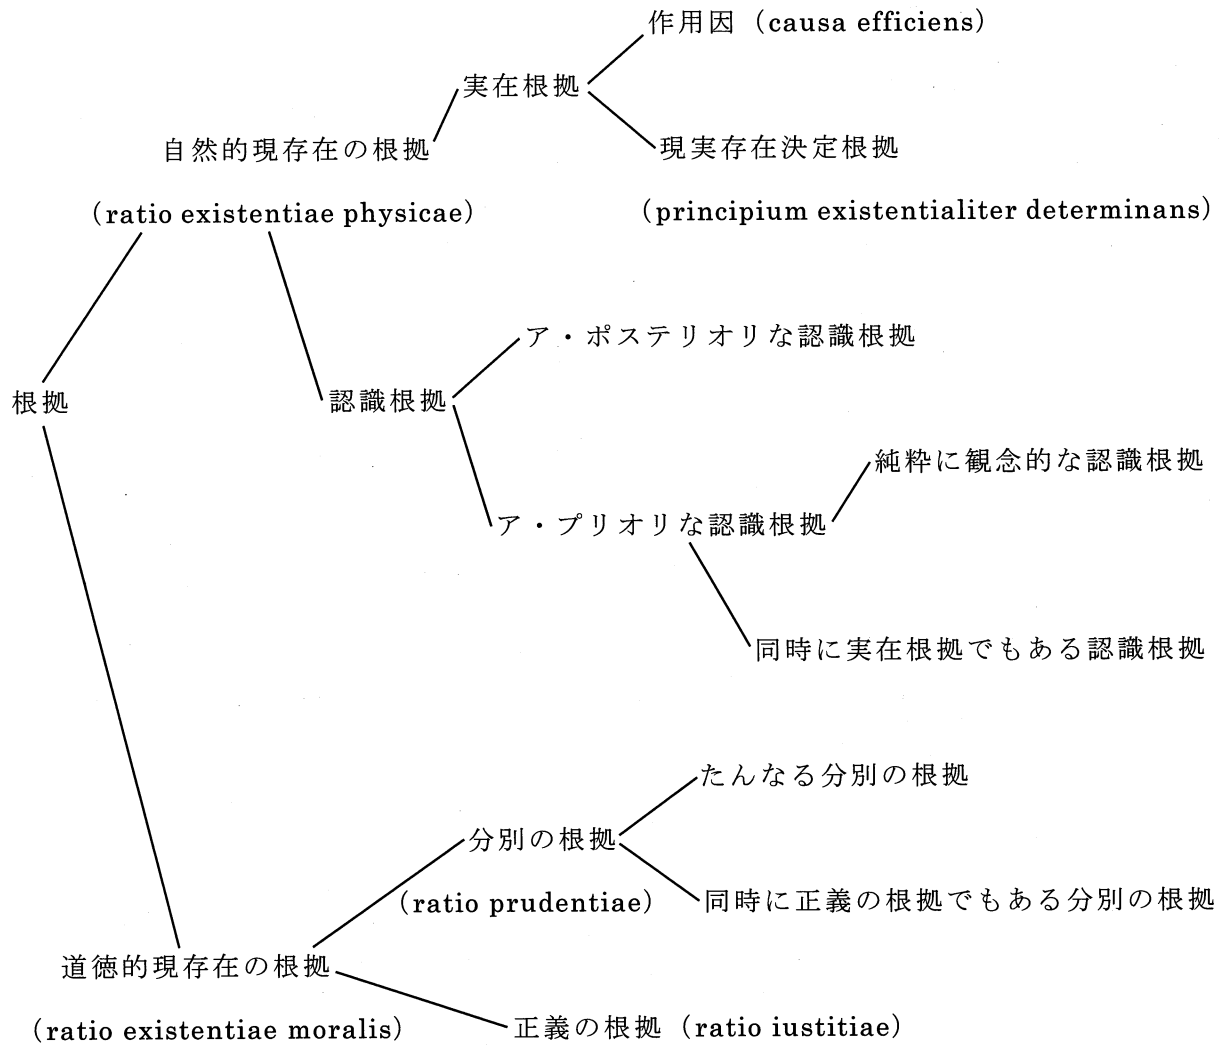 作用因（causa efficiens）
実在根拠
自然的現存在の根拠
現実存在決定根拠
（ratio existentiae physicae）
（principium existentialiter determinans）
ア・ポステリオリな認識根拠
根拠
認識根拠
純粋に観念的な認識根拠
ア・プリオリな認識根拠
同時に実在根拠でもある認識根拠
たんなる分別の根拠
分別の根拠
（ratio prudentiae）
同時に正義の根拠でもある分別の根拠
道徳的現存在の根拠
（ratio existentiae moralis）
正義の根拠（ratio iustitiae）